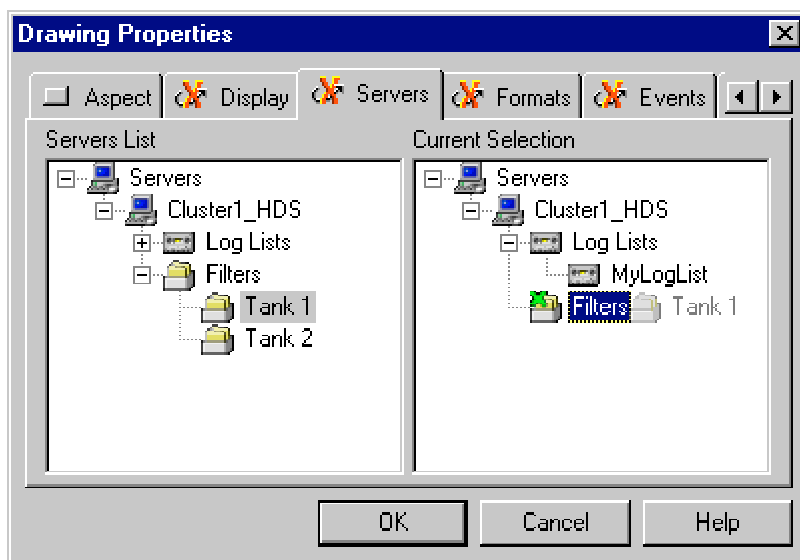 Drawing Properties
Aspect Display Servers Formats Events
Servers List
Servers
Cluster1_HDS
Log Lists
Filters
Tank 1
Tank 2
Current Selection
Servers
Cluster1_HDS
Log Lists
MyLogList
Filters Tank 1
OK Cancel Help